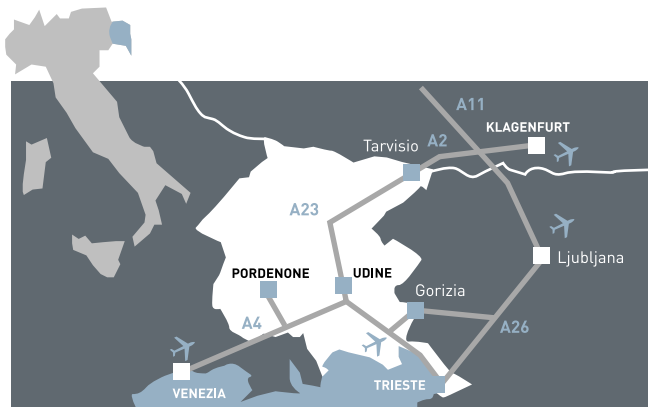 A11
KLAGENFURT
A2
Tarvisio
A23
Ljubljana
PORDENONE
UDINE
Gorizia
A4
A26
TRIESTE
VENEZIA